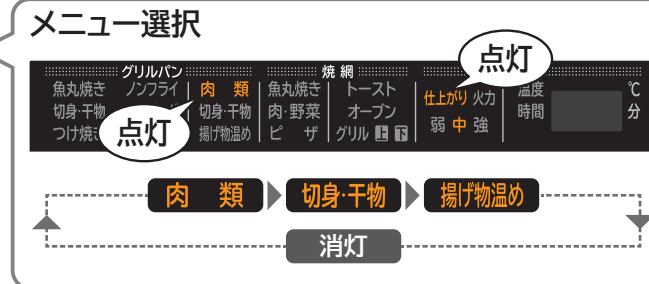 メニュー選択
点灯
グリルパン 焼網
魚丸焼き ノンフライ 肉類 魚丸焼き トースト 仕上がり 火力 温度 ℃
切身・干物 切身・干物 肉・野菜 オーブン 弱 中 強 時間 分
つけ焼き 揚げ物温め ピザ グリル 上 下
点灯
肉類 切身・干物 揚げ物温め
消灯